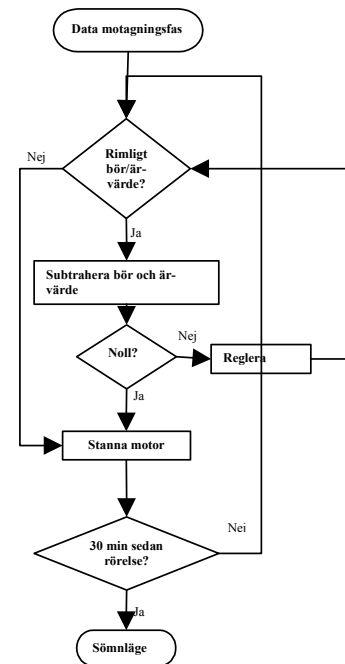 Data motagningsfas
Rimligt
bör/är-
värde?
Nej
Ja
Subtrahera bör och är-
värde
Noll?
Nej
Reglera
Ja
Stanna motor
30 min sedan
rörelse?
Nei
Ja
Sömnläge